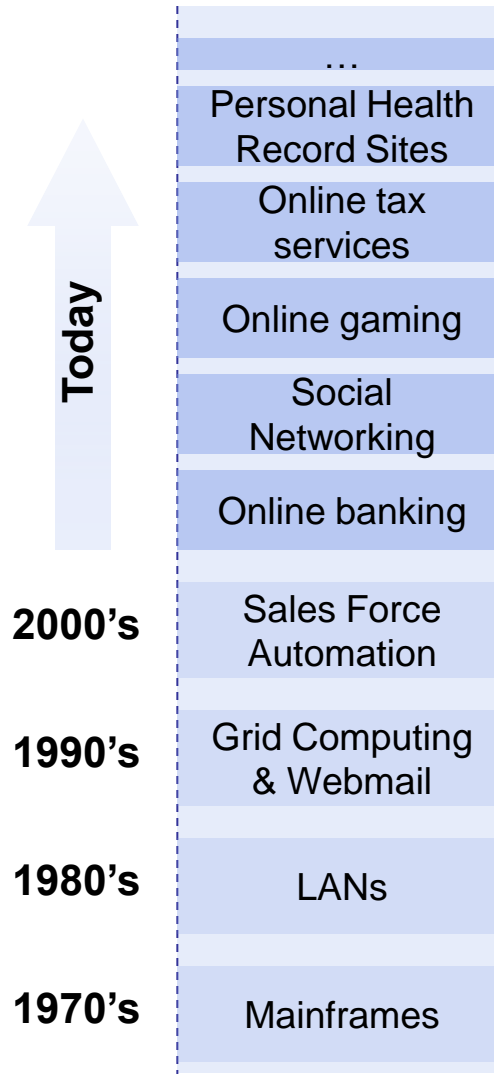 …
Personal Health
Record Sites
Online tax
services
Online gaming
Today
Social
Networking
Online banking
2000’s
Sales Force
Automation
1990’s
Grid Computing
& Webmail
1980’s
LANs
1970’s
Mainframes